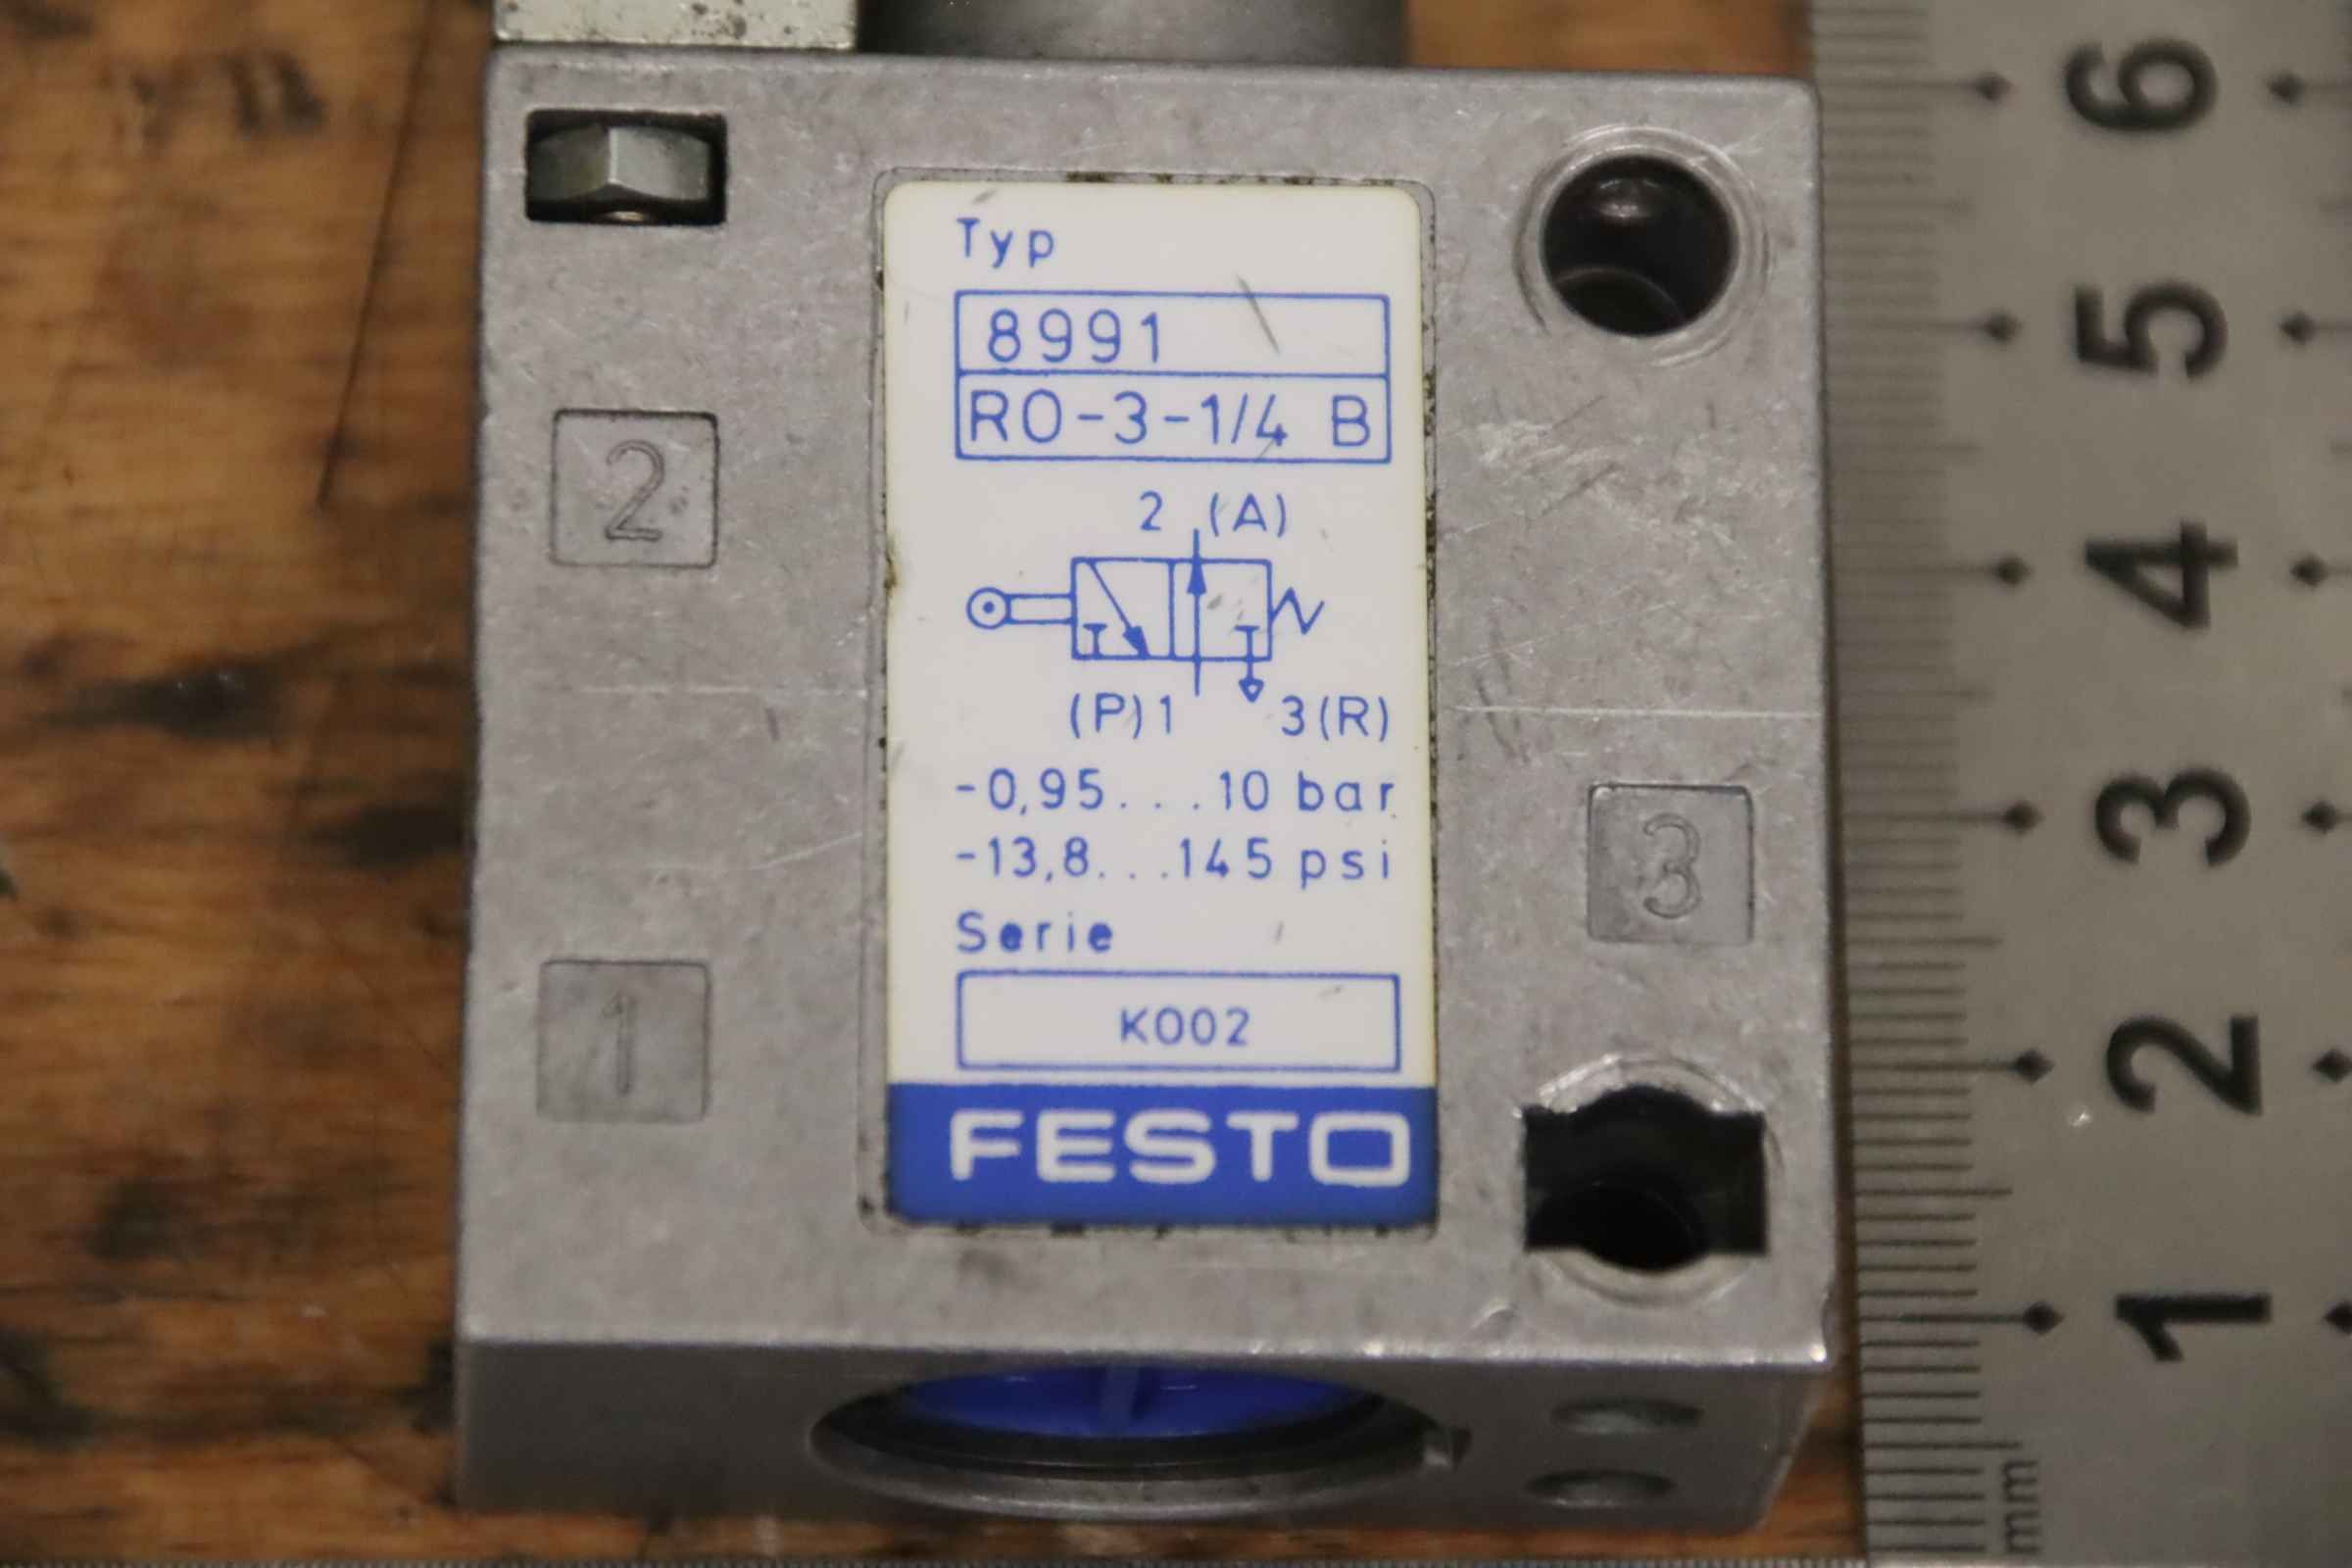 Typ
8991
RO-3-1/4 B
2 (A)
(P)1 3(R)
-0,95...10 bar
-13,8...145 psi
Serie
K002
FESTO
2
1
3
6
5
4
3
2
1
mm